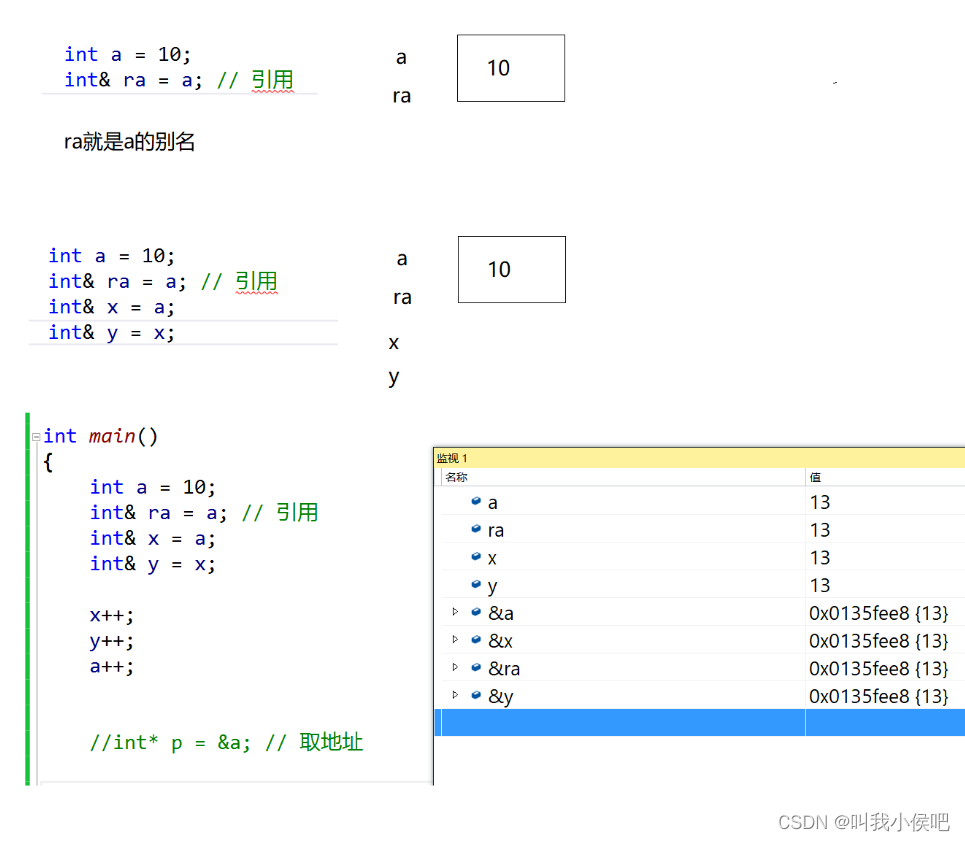 int a = 10;
int& ra = a; // 引用
a
ra
10
ra就是a的别名
int a = 10;
int& ra = a; // 引用
int& x = a;
int& y = x;
a
ra
x
y
10
int main()
{
int a = 10;
int& ra = a; // 引用
int& x = a;
int& y = x;
x++;
y++;
a++;
//int* p = &a; // 取地址
监视 1
名称 值
a 13
ra 13
x 13
y 13
&a 0x0135fee8 {13}
&x 0x0135fee8 {13}
&ra 0x0135fee8 {13}
&y 0x0135fee8 {13}
CSDN @叫我小侯吧